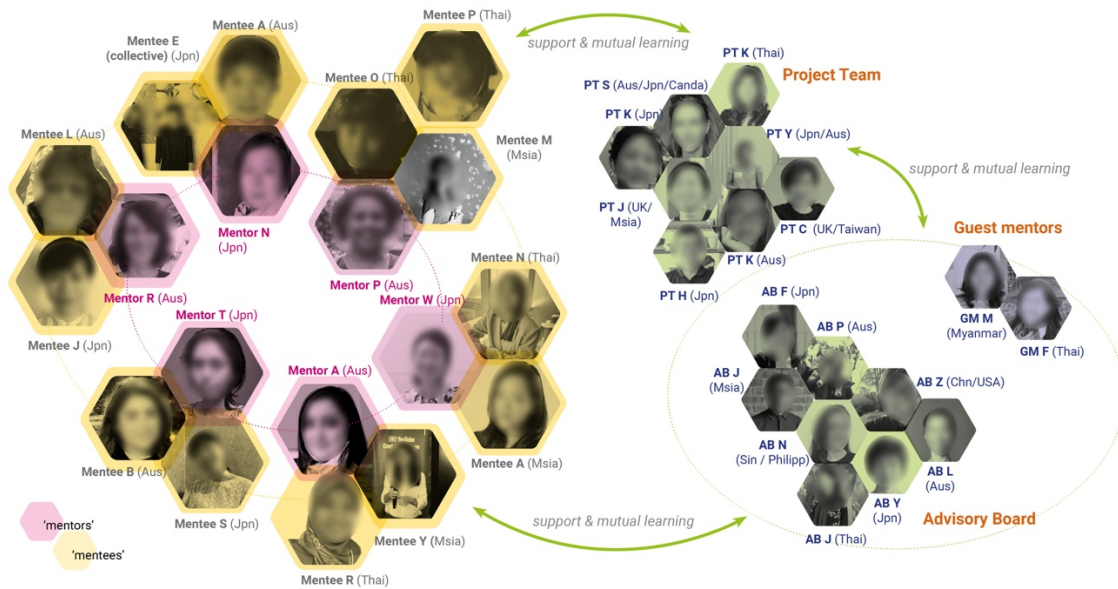 Mentee P (Thai)
Mentee A (Aus)
Mentee E
(collective) (Jpn)
Mentee O (Thai)
support & mutual learning
PT K (Thai)
Project Team
PT S (Aus/Jpn/Canda)
PT K (Jpn)
PT Y (Jpn/Aus)
Mentee L (Aus)
Mentee M
(Msia)
support & mutual learning
PT J (UK/
Msia)
PT C (UK/Taiwan)
Mentor N
(Jpn)
Guest mentors
Mentee N (Thai)
PT K (Aus)
Mentor R (Aus)
Mentor P (Aus)
Mentor W (Jpn)
PT H (Jpn)
AB F (Jpn)
GM M
(Myanmar)
Mentor T (Jpn)
AB P (Aus)
Mentee J (Jpn)
GM F (Thai)
Mentor A (Aus)
AB J
(Msia)
AB Z (Chn/USA)
AB N
(Sin / Philipp)
Mentee B (Aus)
Mentee A (Msia)
AB L
(Aus)
YouTube
AB Y
(Jpn)
Advisory Board
Mentee S (Jpn)
support & mutual learning
'mentors'
Mentee Y (Msia)
AB J (Thai)
'mentees'
Mentee R (Thai)